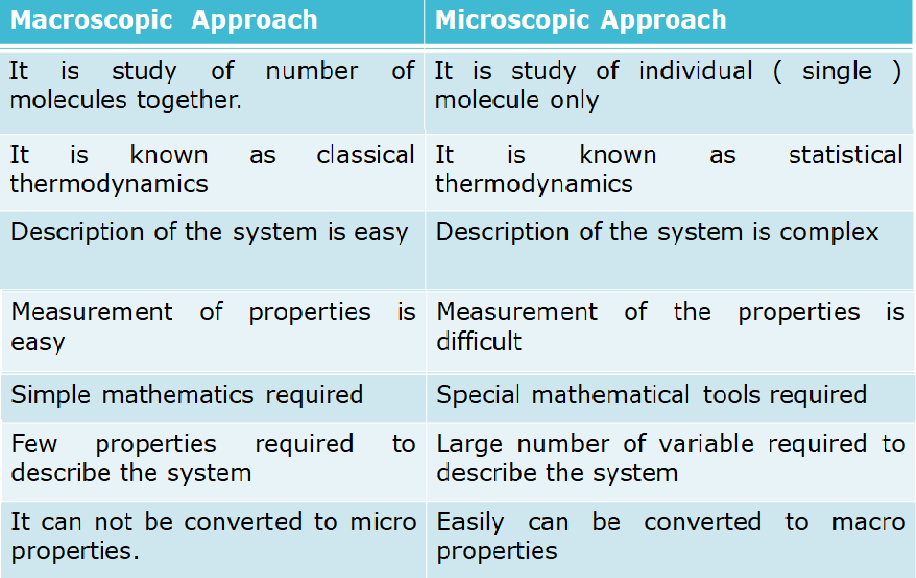 Macroscopic Approach
Microscopic Approach
It is study of number of
molecules together.
It is study of individual ( single )
molecule only
It is known as classical
thermodynamics
It is known as statistical
thermodynamics
Description of the system is easy
Description of the system is complex
Measurement of properties is
easy
Measurement of the properties is
difficult
Simple mathematics required
Special mathematical tools required
Few properties required to
describe the system
Large number of variable required to
describe the system
It can not be converted to micro
properties.
Easily can be converted to macro
properties